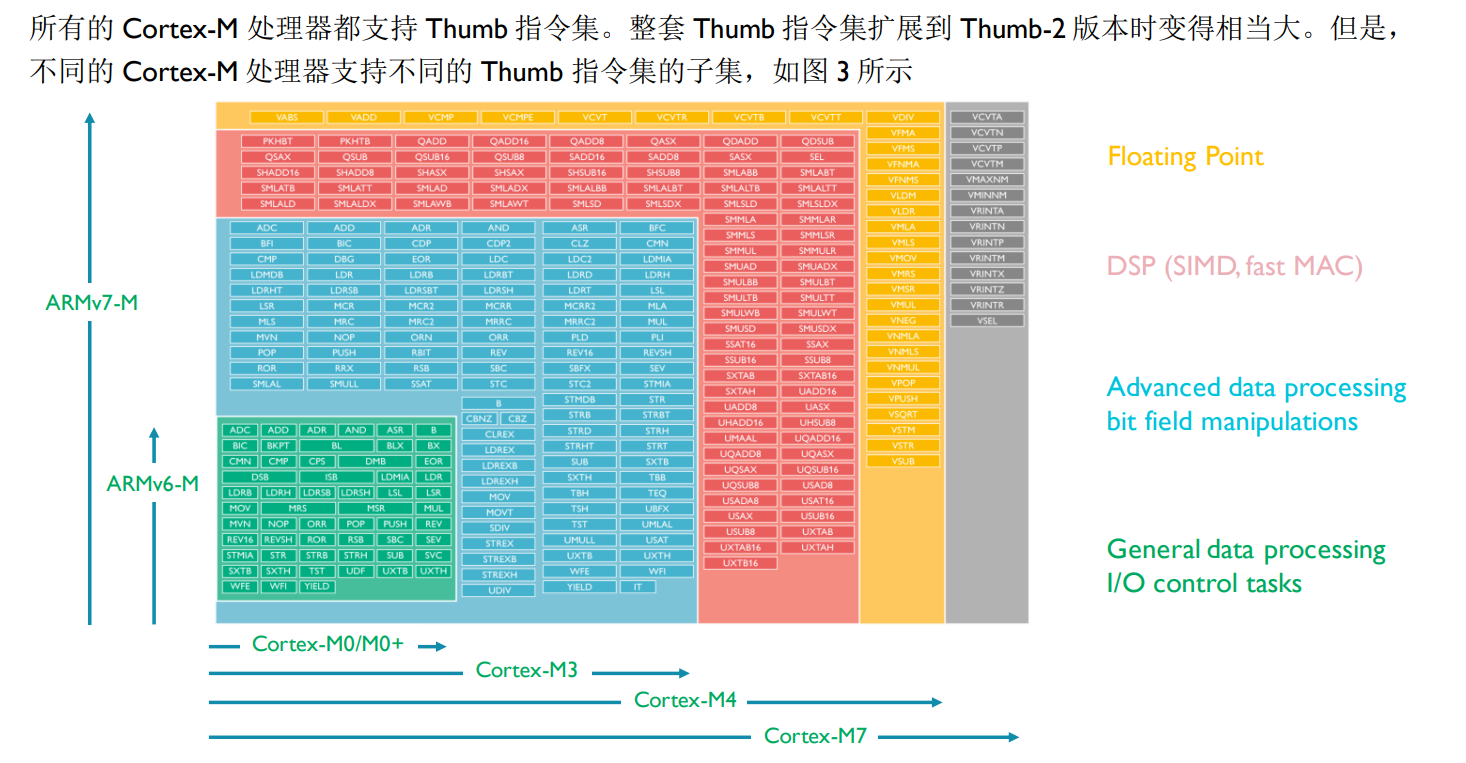 所有的 Cortex-M 处理器都支持 Thumb 指令集。整套 Thumb 指令集扩展到 Thumb-2 版本时变得相当大。但是，
不同的 Cortex-M 处理器支持不同的 Thumb 指令集的子集，如图 3 所示
VABS VADD VCMP VCMPE VCVT VCVTR VCVTB VCVTT VDIV VCVTA
VFMA VCVTN
PKHBT PKHTB QADD QADD16 QADD8 QASX QDADD QDSUB VFMS VCVTP
QSAX QSUB QSUB16 QSUB8 SADD16 SADD8 SASX SEL VFNMA VCVTM
SHADD16 SHADD8 SHASX SHSAX SHSUB16 SHSUB8 SMLABB SMLABT VFNMS VMAXNM
SMLATB SMLATT SMLAD SMLADX SMLALBB SMLALBT SMLALTB SMLALTT VLDM VMINNM
SMLALD SMLALDX SMLAWB SMLAWT SMLSD SMLSDX SMLSLD SMLSLDX VLDR VRINTA
SMMLA SMMLAR VMLA VRINTN
ADC ADD ADR AND ASR BFC SMMLS SMMLSR VMLS VRINTP
BFI BIC CDP CDP2 CLZ CMN SMMUL SMMULR VMOV VRINTM
CMP DBG EOR LDC LDC2 LDMIA SMUAD SMUADX VMRS VRINTX
LDMDB LDR LDRB LDRBT LDRD LDRH SMULBB SMULBT VMSR VRINTZ
LDRHT LDRSB LDRSBT LDRSH LDRT LSL SMULTB SMULTT VMUL VRINTR
LSR MCR MCR2 MCRR MCRR2 MLA SMULWB SMULWT VNEG VSEL
MLS MRC MRC2 MRRC MRRC2 MUL SMUSD SMUSDX VNMLA
MVN NOP ORN ORR PLD PLI SSAT16 SSAX VNMLS
POP PUSH RBIT REV REV16 REVSH SSUB16 SSUB8 VNMUL
ROR RRX RSB SBC SBFX SEV SXTAB SXTAB16 VPOP
SMLAL SMULL SSAT STC STC2 STMIA SXTAH UADD16 VPUSH
B STMDB STR UADD8 UASX VSQRT
CBNZ CBZ STRB STRBT UHADD16 UHSUB8 VSTM
ADC ADD ADR AND ASR B CLREX STRD STRH UMAAL UQADD16 VSTR
BIC BKPT BL BLX BX LDREX STRHT STRT UQADD8 UQASX VSUB
CMN CMP CPS DMB EOR LDREXB SUB SXTB UQSAX UQSUB16
DSB ISB LDMIA LDR LDREXH SXTH TBB UQSUB8 USAD8
LDRB LDRH LDRSB LDRSH LSL LSR MOV TBH TEQ USADA8 USAT16
MOV MRS MSR MUL MOVT TSH UBFX USAX USUB16
MVN NOP ORR POP PUSH REV SDIV TST UMLAL USUB8 UXTAB
REV16 REVSH ROR RSB SBC SEV STREX UMULL USAT UXTAB16 UXTAH
STMIA STR STRB STRH SUB SVC STREXB UXTB UXTH UXTB16
SXTB SXTH TST UDF UXTB UXTH STREXH WFE WFI
WFE WFI YIELD UDIV YIELD IT
ARMv7-M
ARMv6-M
Floating Point
DSP (SIMD, fast MAC)
Advanced data processing
bit field manipulations
General data processing
I/O control tasks
Cortex-M0/M0+
Cortex-M3
Cortex-M4
Cortex-M7